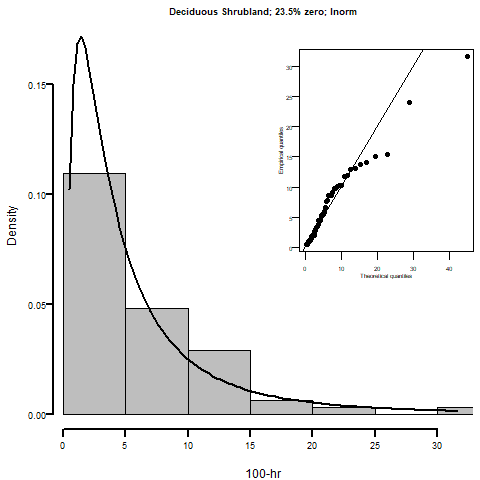 Deciduous Shrubland; 23.5% zero; lnorm
Density
0.15
0.10
0.05
0.00
0 5 10 15 20 25 30
100-hr
Empirical quantiles
30
25
20
15
10
5
0
0 10 20 30 40
Theoretical quantiles